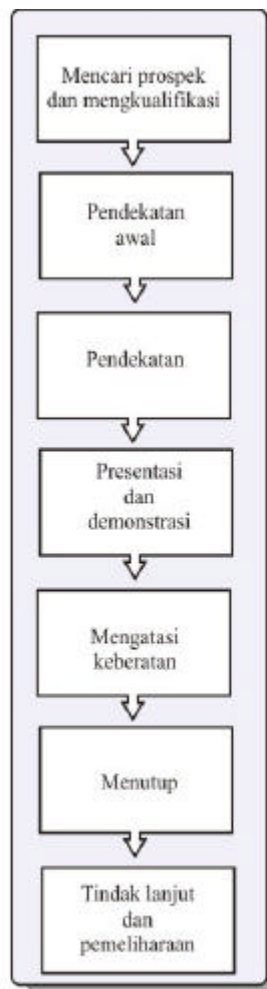 Mencari prospek
dan mengkualifikasi
Pendekatan
awal
Pendekatan
Presentasi
dan
demonstrasi
Mengatasi
keberatan
Menutup
Tindak lanjut
dan
pemeliharaan